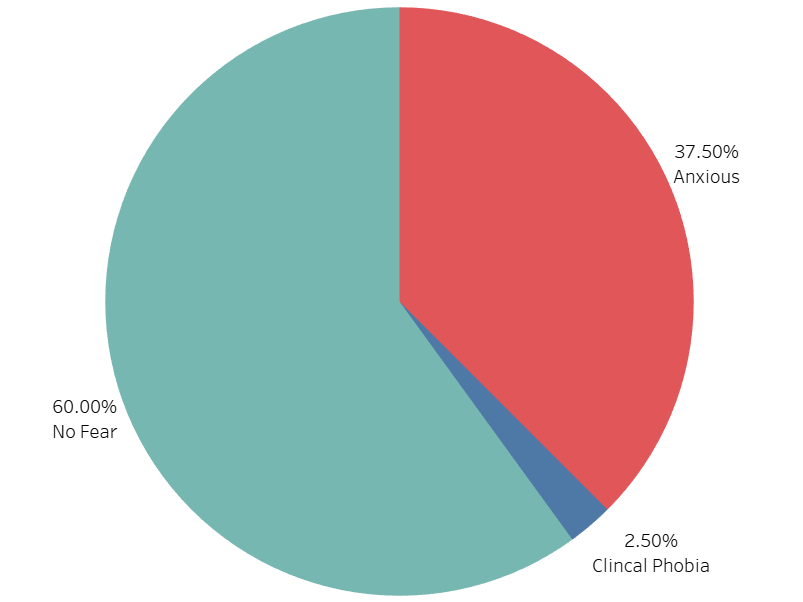 37.50%
Anxious
60.00%
No Fear
2.50%
Clincal Phobia